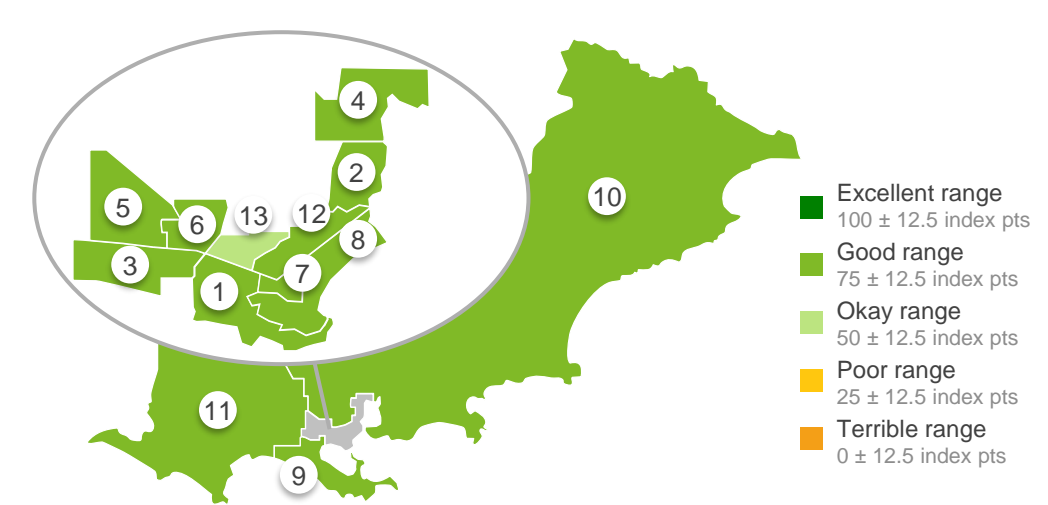 4
2
5
6
13
12
8
3
7
1
10
11
9
Excellent range
100 ± 12.5 index pts
Good range
75 ± 12.5 index pts
Okay range
50 ± 12.5 index pts
Poor range
25 ± 12.5 index pts
Terrible range
0 ± 12.5 index pts